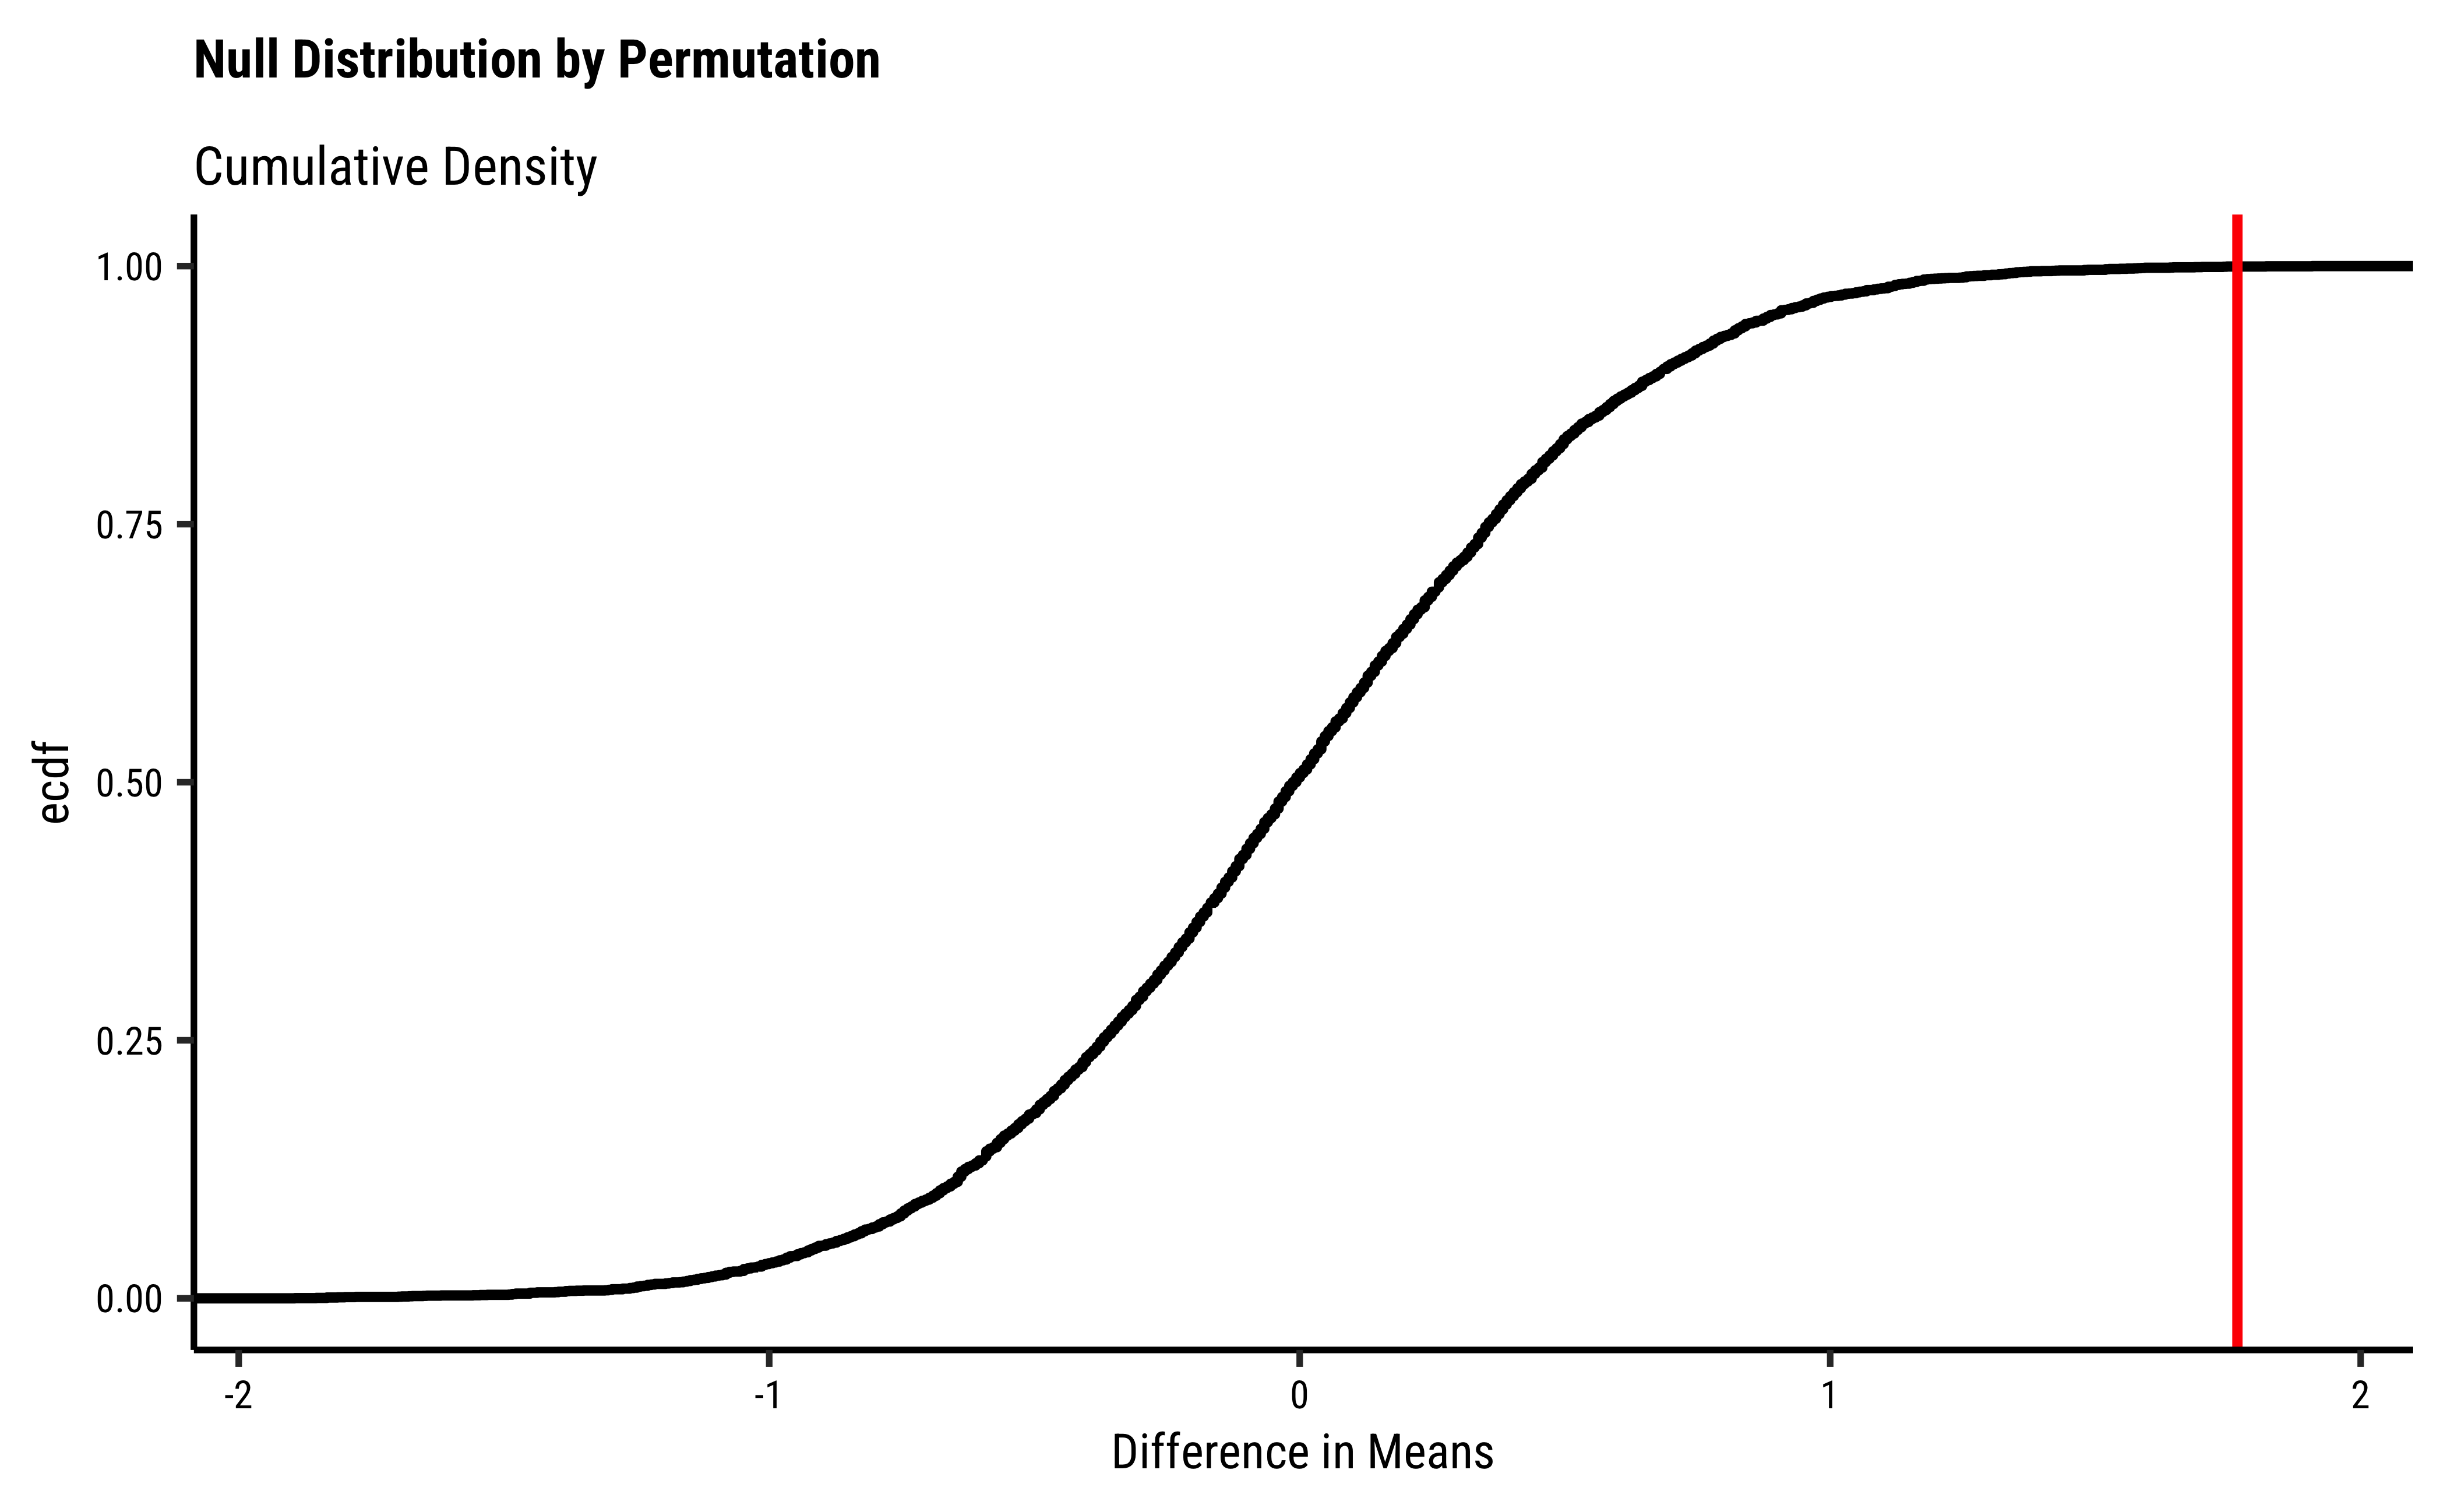 Null Distribution by Permutation
Cumulative Density
1.00
0.75
0.50
0.25
0.00
ecdf
-2
-1
0
1
2
Difference in Means